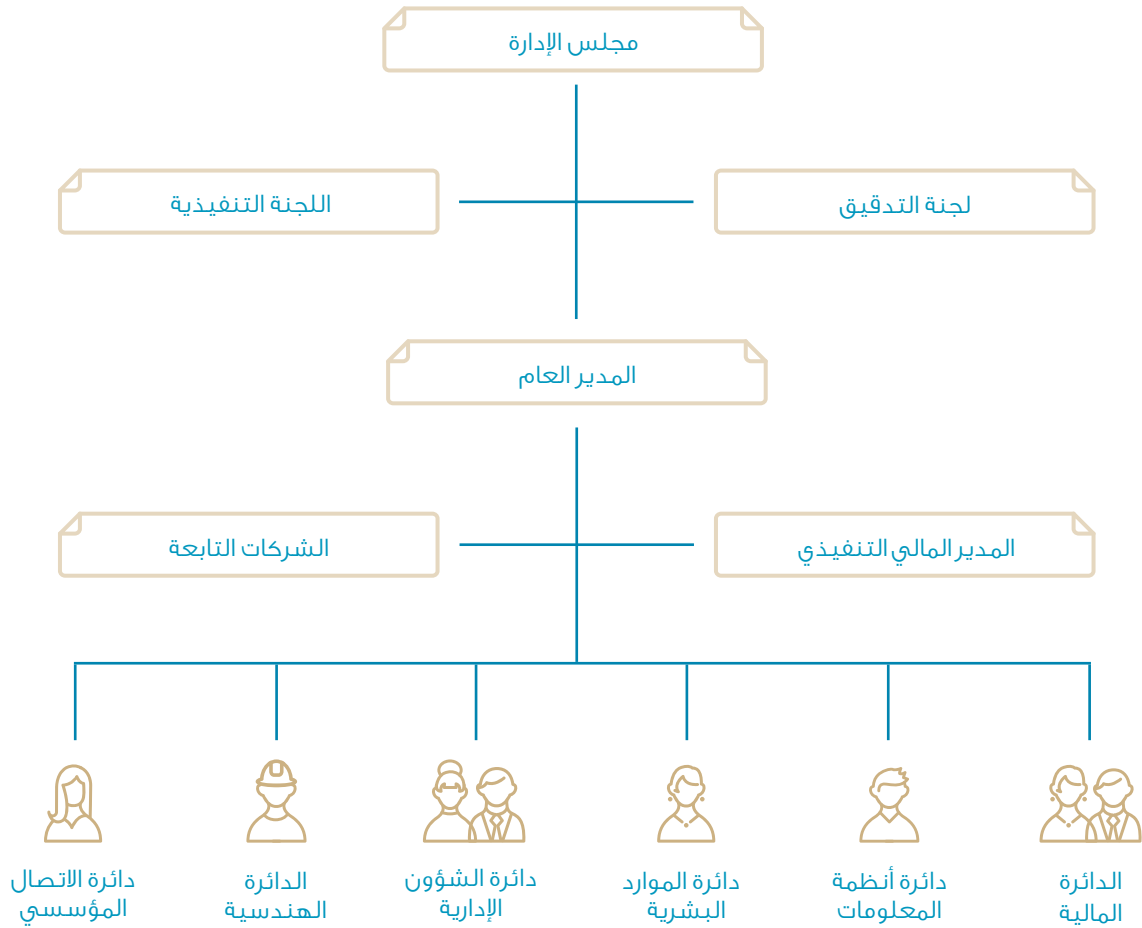 مجلس الإدارة
لجنة التدقيق
اللجنة التنفيذية
المدير العام
المدير المالي التنفيذي
الشركات التابعة
الدائرة
المالية
دائرة أنظمة
المعلومات
دائرة الموارد
البشرية
دائرة الشؤون
الإدارية
الدائرة
الهندسية
دائرة الاتصال
المؤسسي